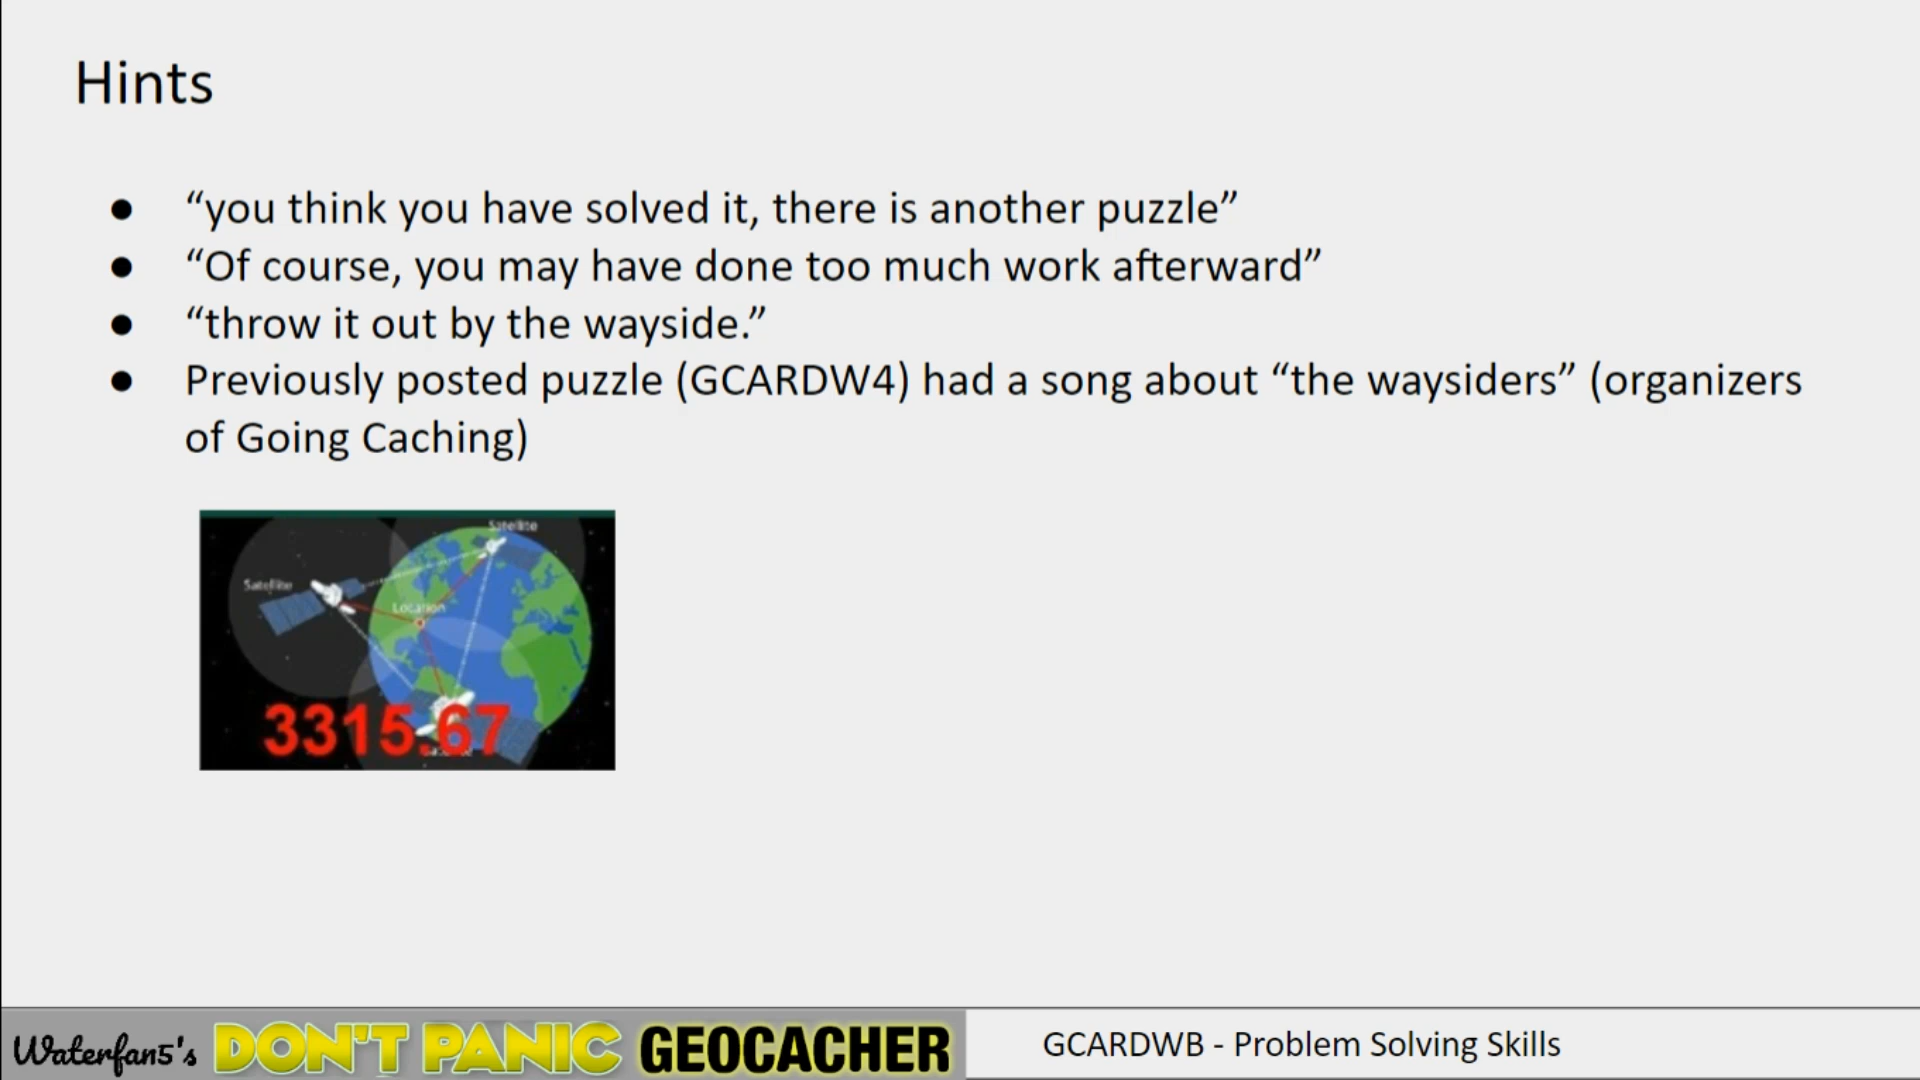 Hints
● “you think you have solved it, there is another puzzle”
● “Of course, you may have done too much work afterward”
● “throw it out by the wayside.”
● Previously posted puzzle (GCARDW4) had a song about “the waysiders” (organizers
of Going Caching)
Satellite
Satellite
Location
3315.67
Waterfan5's DON'T PANIC GEOCACHER
GCARDWB - Problem Solving Skills